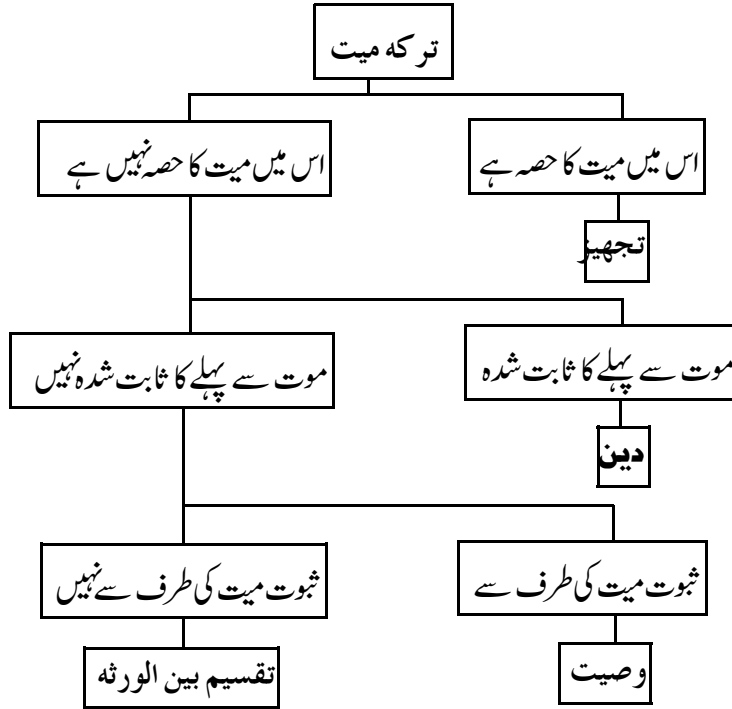 ترکہ میت
اس میں میت کا حصہ ہے
اس میں میت کا حصہ نہیں ہے
تجهیز
موت سے پہلے کا ثابت شدہ
موت سے پہلے کا ثابت شدہ نہیں
دین
ثبوت میت کی طرف سے
ثبوت میت کی طرف سے نہیں
وصیت
تقسیم بین الورثہ